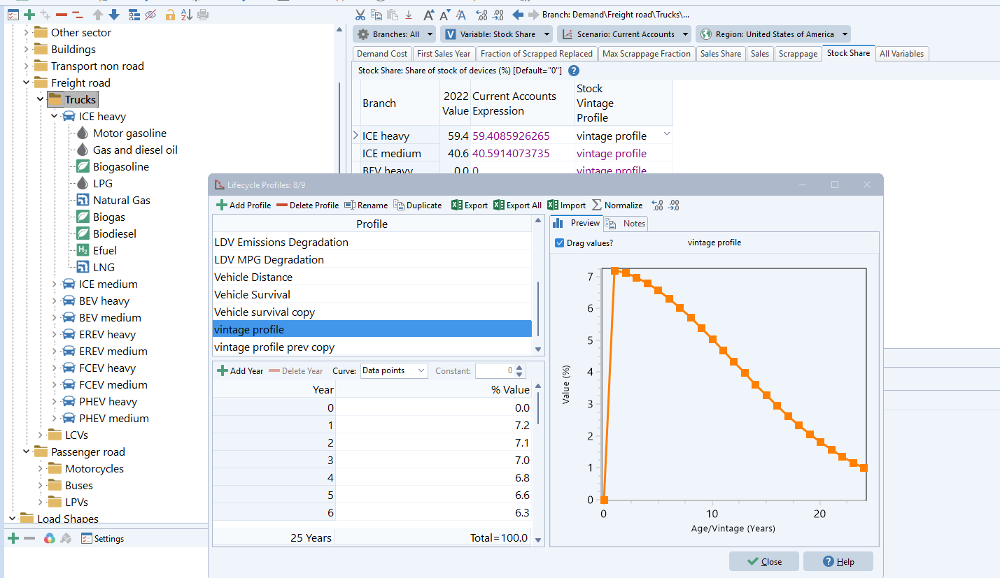 Branch: Demand\Freight road\Trucks\...
Other sector
Buildings
Transport non road
Freight road
Trucks
ICE heavy
Motor gasoline
Gas and diesel oil
Biogasoline
LPG
Natural Gas
Biogas
Biodiesel
H2 Efuel
LNG
ICE medium
BEV heavy
BEV medium
EREV heavy
EREV medium
FCEV heavy
FCEV medium
PHEV heavy
PHEV medium
LCVs
Passenger road
Motorcycles
Buses
LPVs
Load Shapes
Settings
Branches: All V Variable: Stock Share Scenario: Current Accounts Region: United States of America
Demand Cost First Sales Year Fraction of Scrapped Replaced Max Scrappage Fraction Sales Share Sales Scrappage Stock Share All Variables
Stock Share: Share of stock of devices (%) [Default="0"] ?
Branch 2022 Value Current Accounts Expression Stock Vintage Profile
ICE heavy 59.4 59.4085926265 vintage profile
ICE medium 40.6 40.5914073735 vintage profile
BEV heavy 0.0 0 vintage profile
Lifecycle Profiles: 8/9
Add Profile Delete Profile Rename Duplicate Export Export All Import Normalize
Profile
LDV Emissions Degradation
LDV MPG Degradation
Vehicle Distance
Vehicle Survival
Vehicle survival copy
vintage profile
vintage profile prev copy
Add Year Delete Year Curve: Data points Constant: 0
Year % Value
0 0.0
1 7.2
2 7.1
3 7.0
4 6.8
5 6.6
6 6.3
25 Years Total=100.0
Preview Notes
Drag values? vintage profile
7
6
5
4
3
2
1
0
Value (%)
0 10 20
Age/Vintage (Years)
Close ? Help